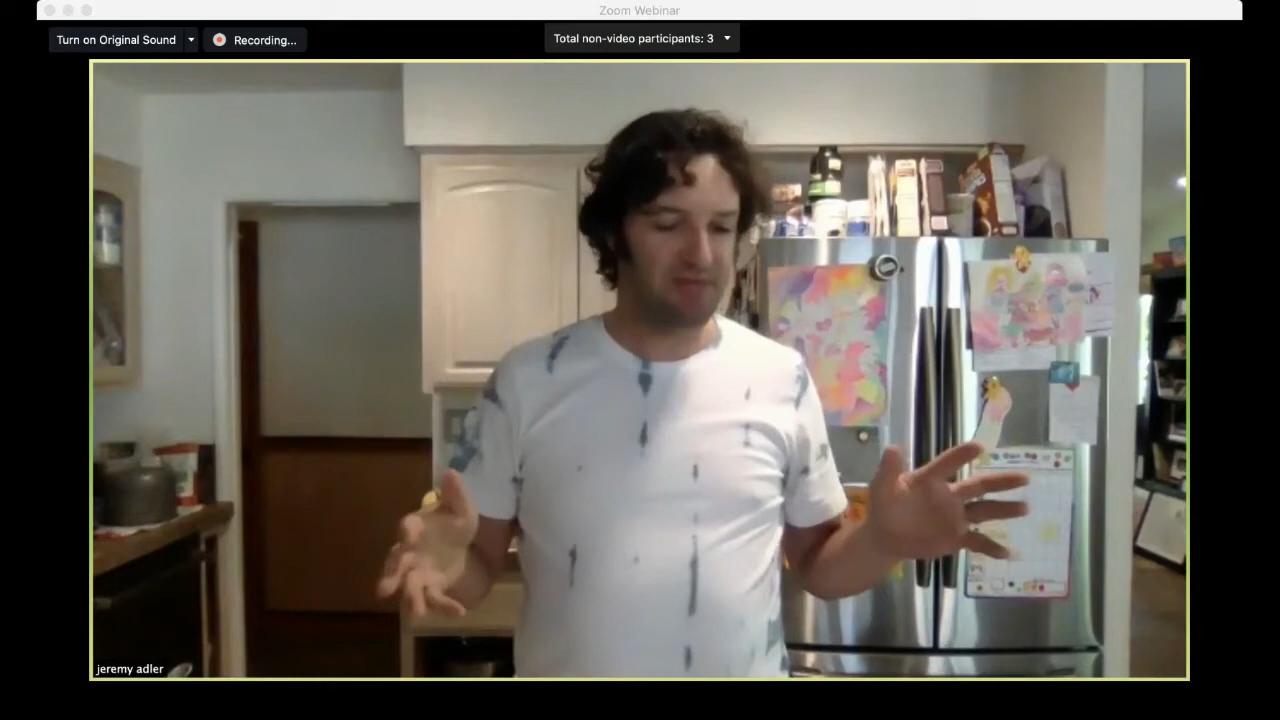 Zoom Webinar
Turn on Original Sound
Recording...
Total non-video participants: 3
jeremy adler